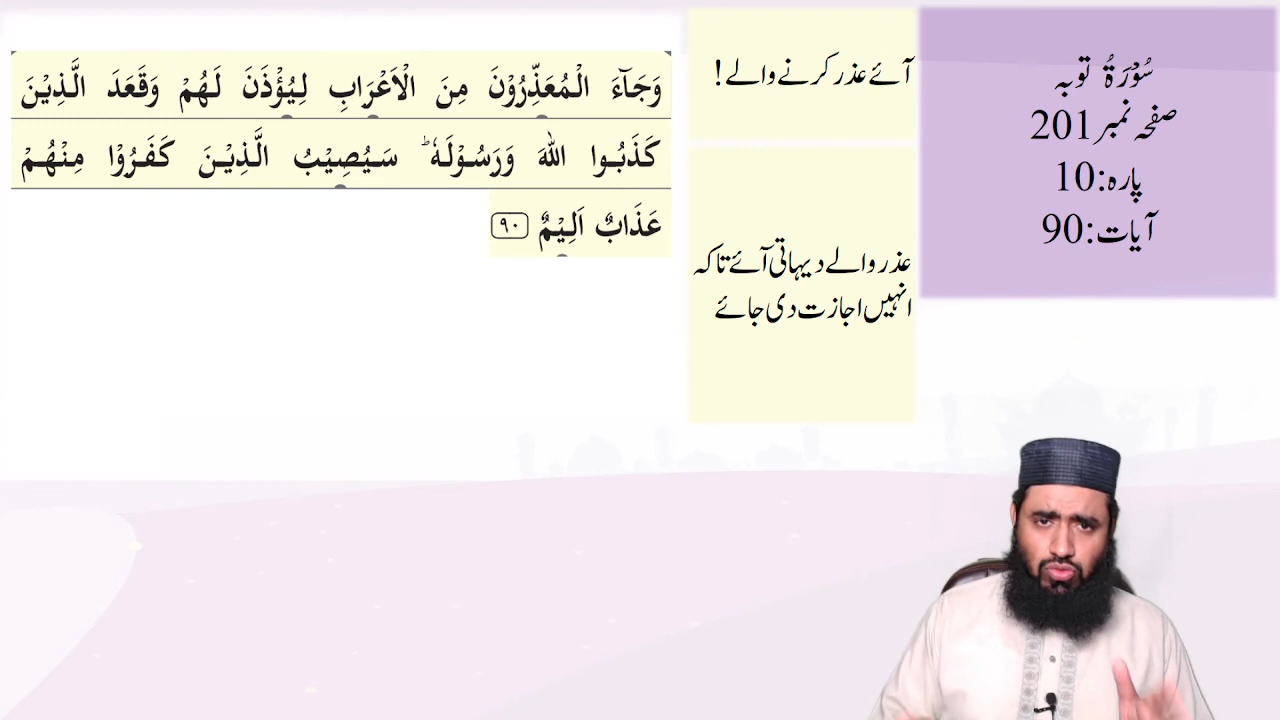 سُوْرَۃُ توبہ
صفحہ نمبر 201
پارہ:10
آیات:90
آئے عذر کرنے والے!
عذر والے دیہاتی آئے تاکہ
انہیں اجازت دی جائے
وَجَآءَ الْمُعَذِّرُوْنَ مِنَ الْاَعْرَابِ لِيُؤْذَنَ لَهُمْ وَقَعَدَ الَّذِيْنَ
كَذَبُوا اللهَ وَرَسُوْلَهٗ ؕ سَيُصِيْبُ الَّذِيْنَ كَفَرُوْا مِنْهُمْ
عَذَابٌ اَلِيْمٌ ٩٠